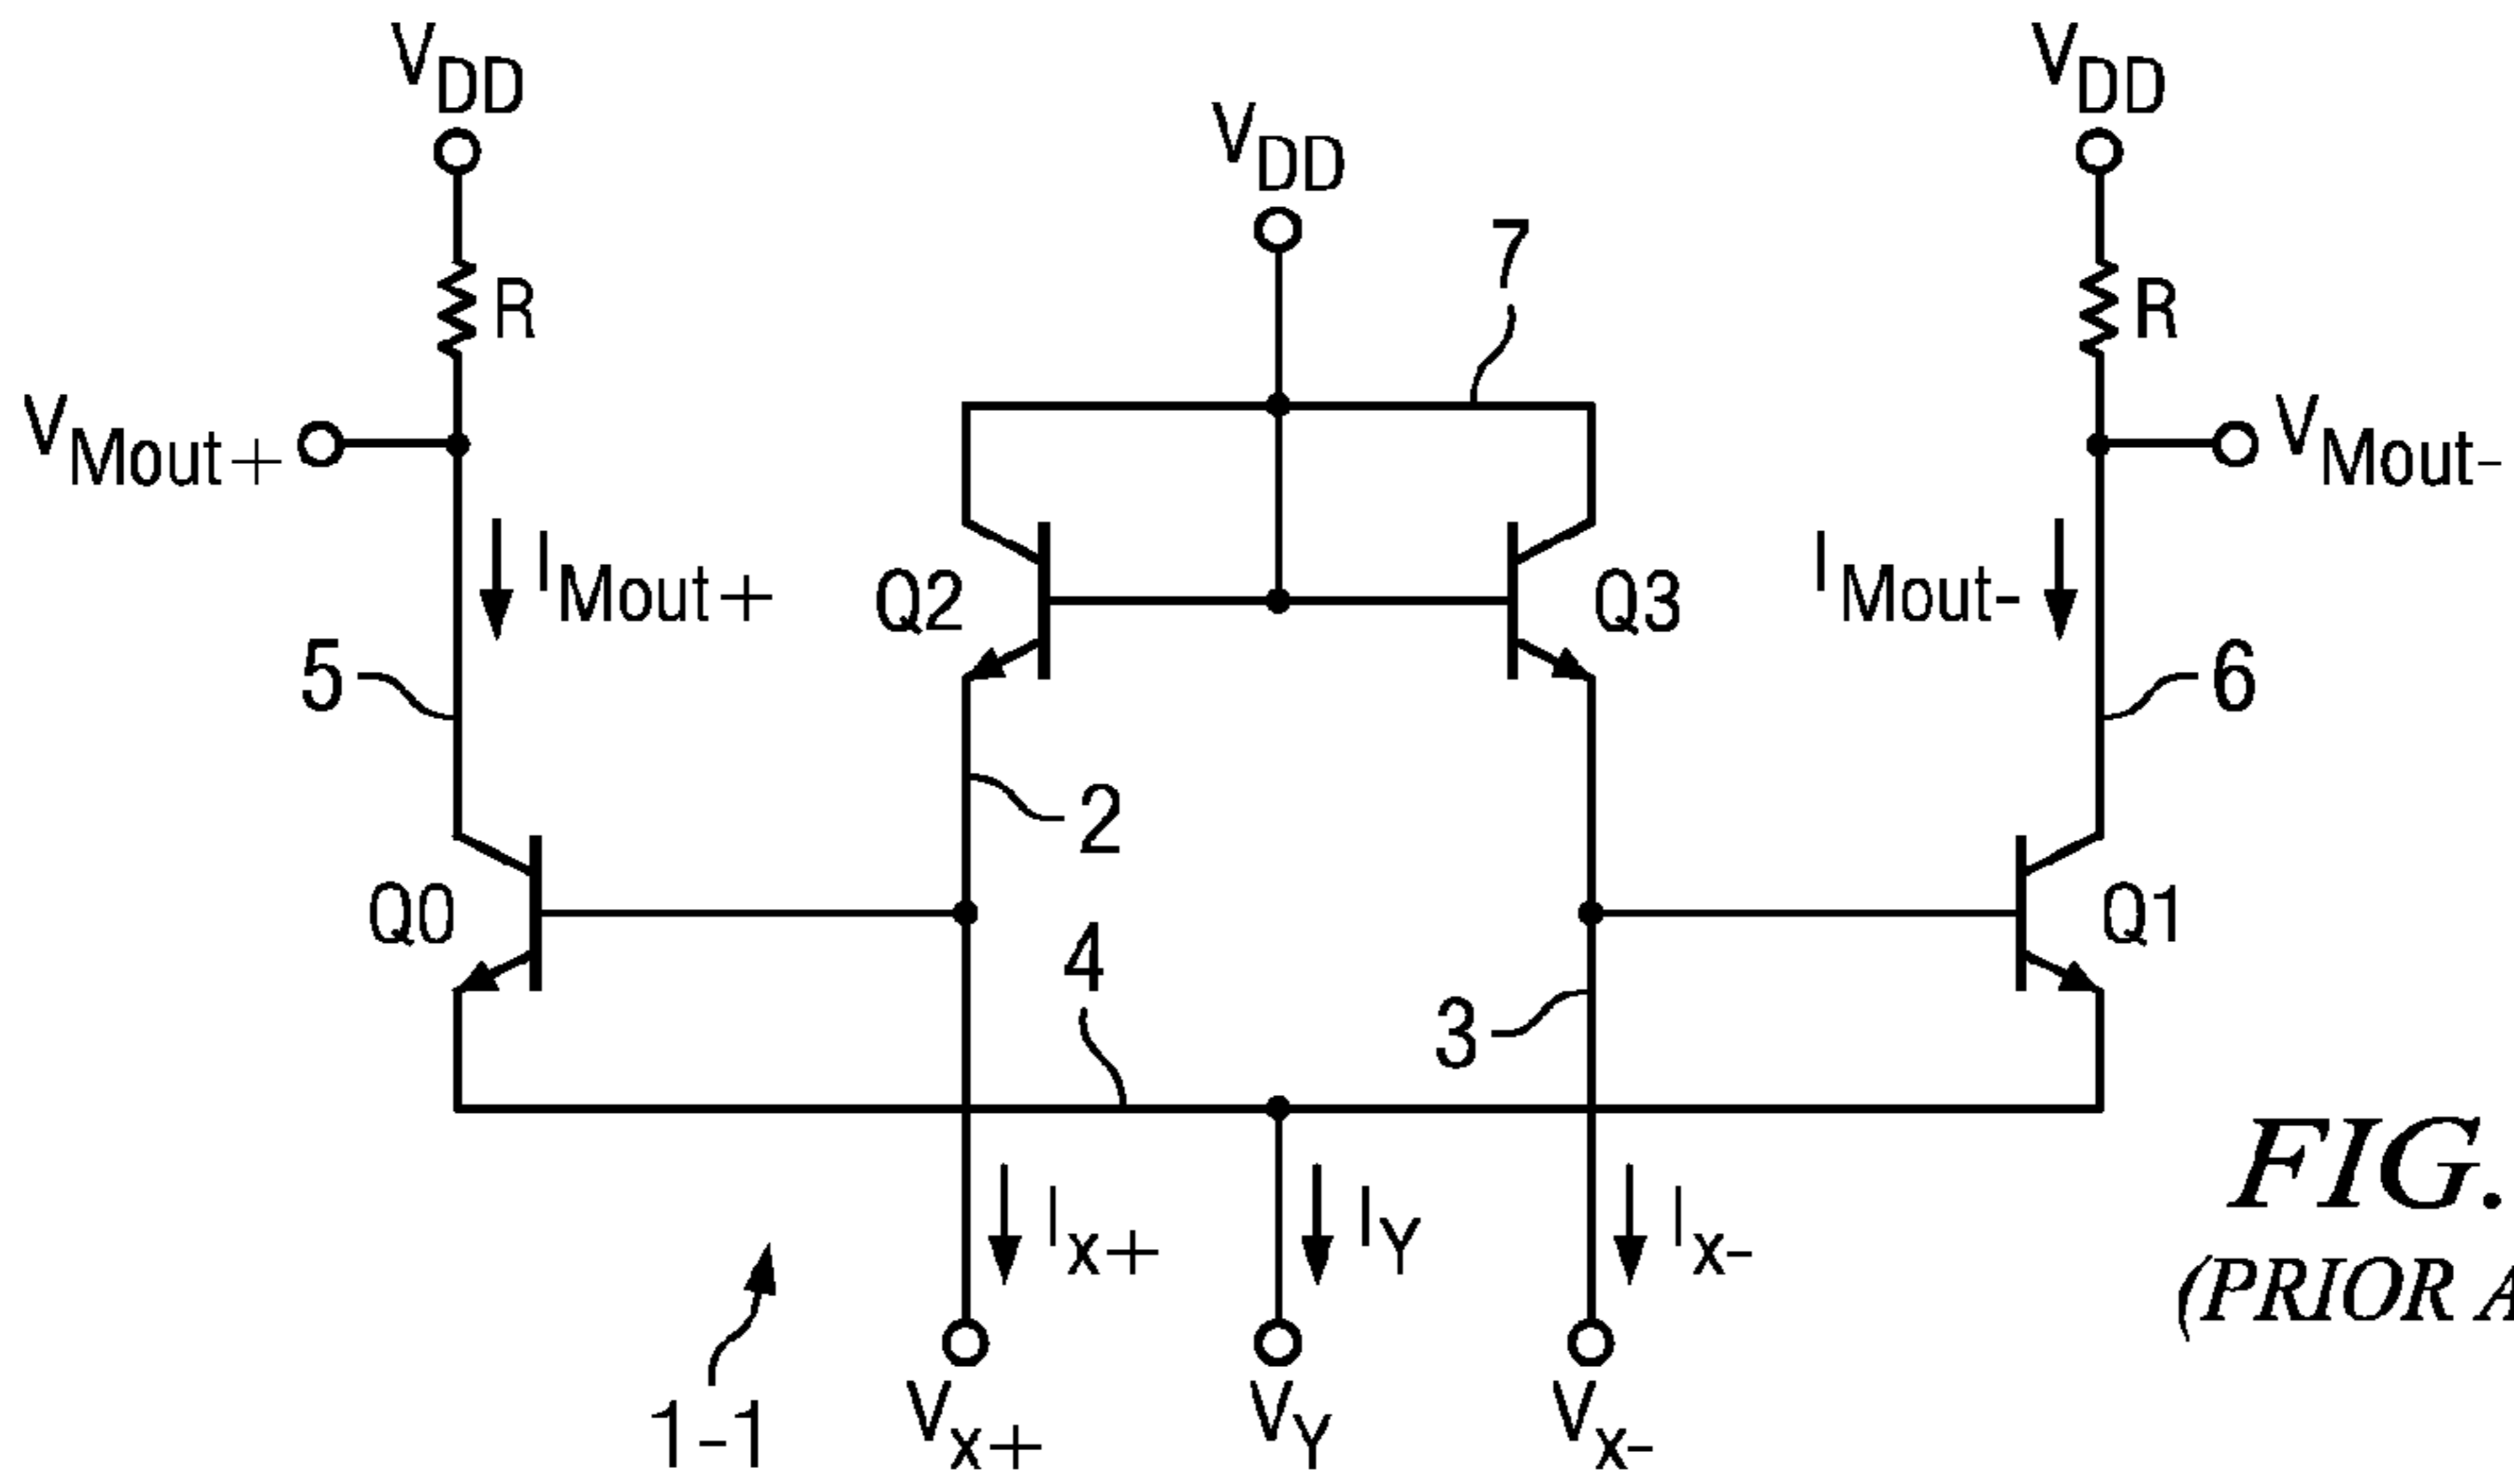 VDD
VDD
VDD
R
7
R
VMout+
VMout-
IMout+
Q2
Q3
IMout-
5
6
2
Q0
Q1
4
3
FIG.
Ix+
IY
Ix-
(PRIOR
1-1
Vx+
VY
Vx-